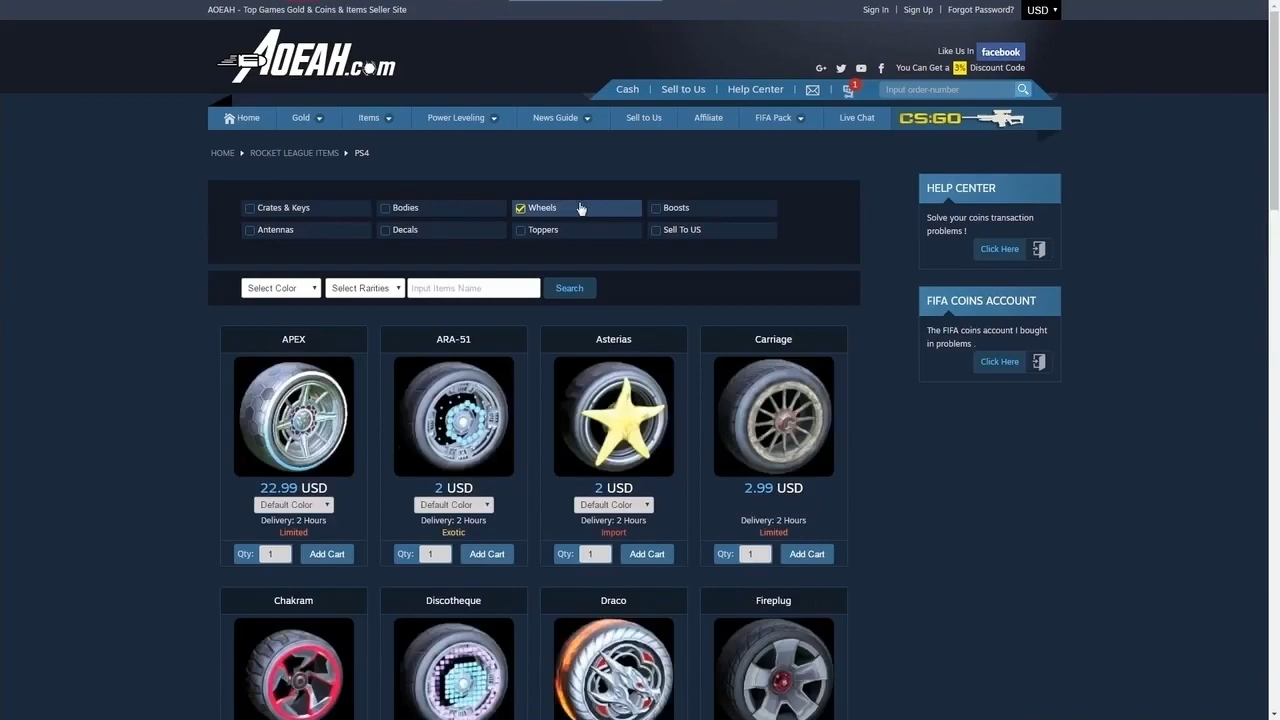 AOEAH - Top Games Gold & Coins & Items Seller Site
Sign In | Sign Up | Forgot Password? USD
AOEAH.com
Like Us In facebook
You Can Get a 3% Discount Code
Cash | Sell to Us | Help Center | 1 Input order-number
Home Gold Items Power Leveling News Guide Sell to Us Affiliate FIFA Pack Live Chat CS:GO
HOME ROCKET LEAGUE ITEMS PS4
Crates & Keys Bodies Wheels Boosts
Antennas Decals Toppers Sell To US
Select Color Select Rarities Input Items Name Search
HELP CENTER
Solve your coins transaction
problems !
Click Here
FIFA COINS ACCOUNT
The FIFA coins account I bought
in problems .
Click Here
APEX ARA-51 Asterias Carriage
22.99 USD 2 USD 2 USD 2.99 USD
Default Color Default Color Default Color
Delivery: 2 Hours Delivery: 2 Hours Delivery: 2 Hours Delivery: 2 Hours
Limited Exotic Import Limited
Qty: 1 Add Cart Qty: 1 Add Cart Qty: 1 Add Cart Qty: 1 Add Cart
Chakram Discotheque Draco Fireplug